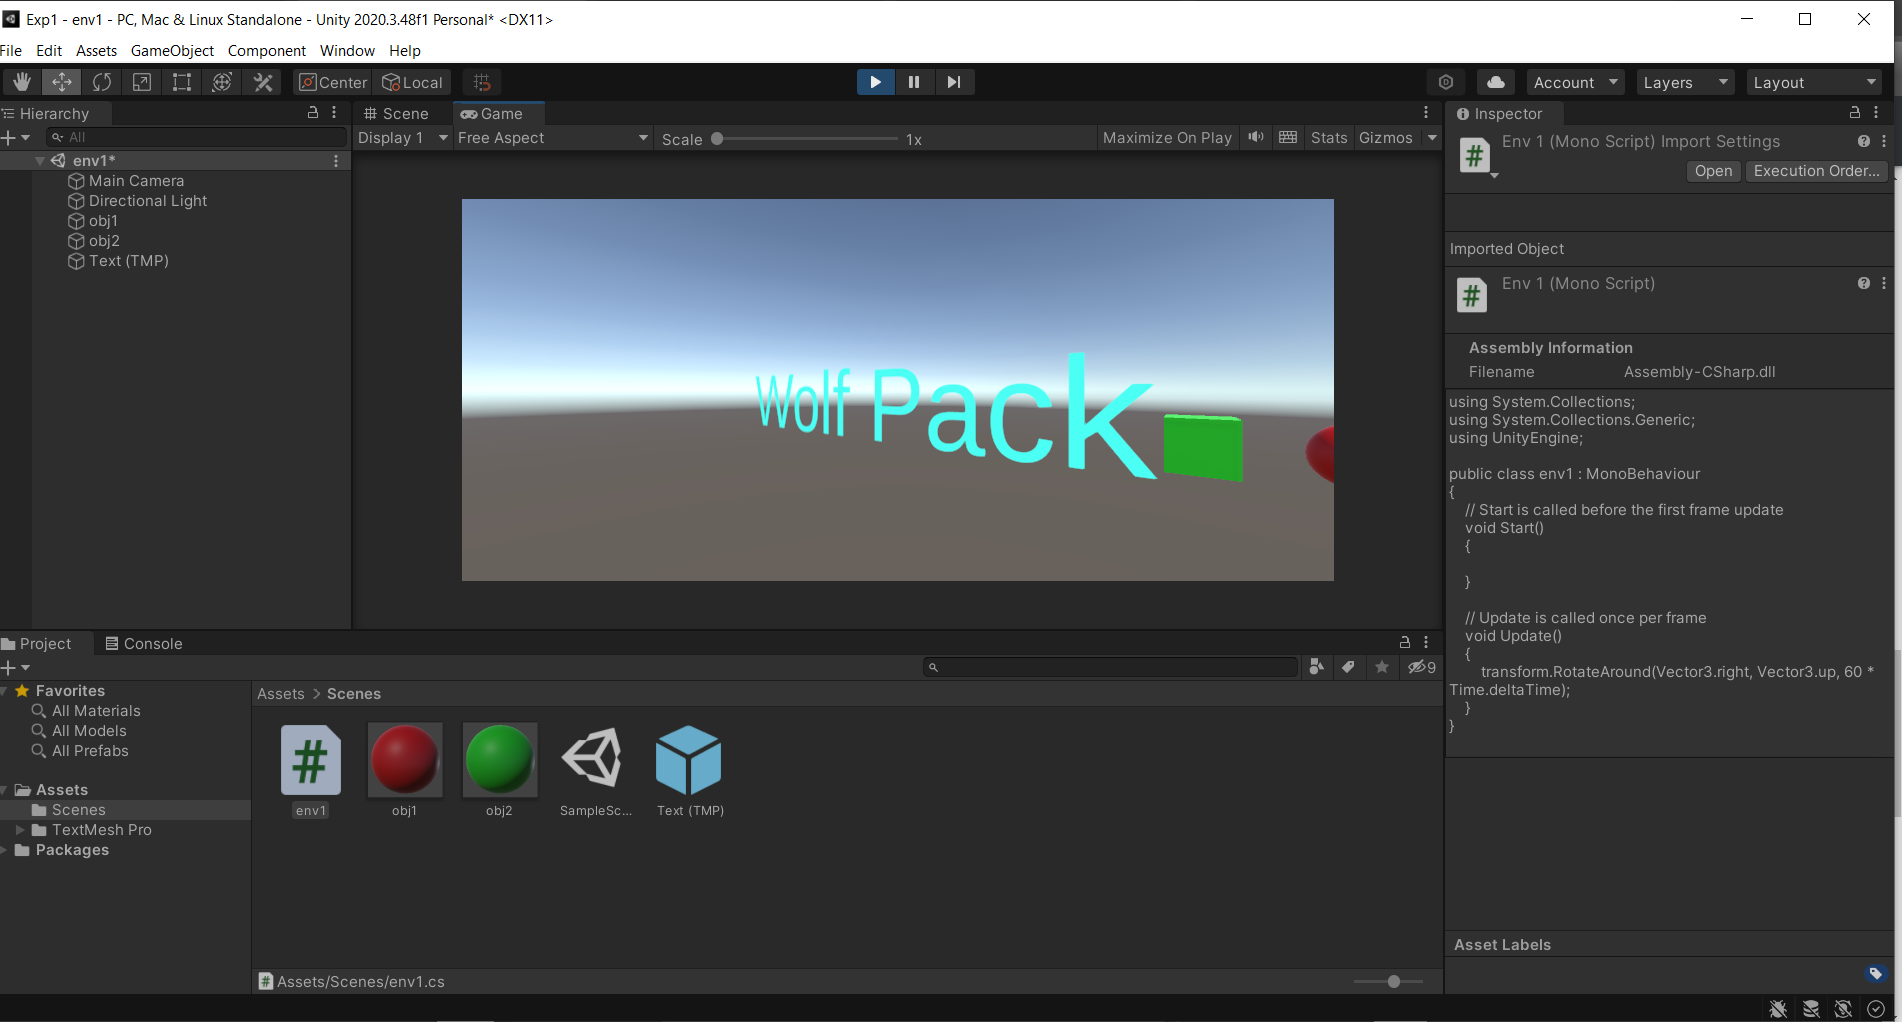 Exp1 - env1 - PC, Mac & Linux Standalone - Unity 2020.3.48f1 Personal* <DX11>
File Edit Assets GameObject Component Window Help
Center Local Account Layers Layout
Hierarchy
All
env1*
Main Camera
Directional Light
obj1
obj2
Text (TMP)
Scene Game
Display 1 Free Aspect Scale 1x Maximize On Play Stats Gizmos
Wolf Pack
Inspector
Env 1 (Mono Script) Import Settings
Open Execution Order...
Imported Object
Env 1 (Mono Script)
Assembly Information
Filename Assembly-CSharp.dll
using System.Collections;
using System.Collections.Generic;
using UnityEngine;
public class env1 : MonoBehaviour
{
// Start is called before the first frame update
void Start()
{
}
// Update is called once per frame
void Update()
{
transform.RotateAround(Vector3.right, Vector3.up, 60 *
Time.deltaTime);
}
}
Asset Labels
Project Console
9
Favorites
All Materials
All Models
All Prefabs
Assets
Scenes
TextMesh Pro
Packages
Assets > Scenes
env1 obj1 obj2 SampleSc... Text (TMP)
Assets/Scenes/env1.cs